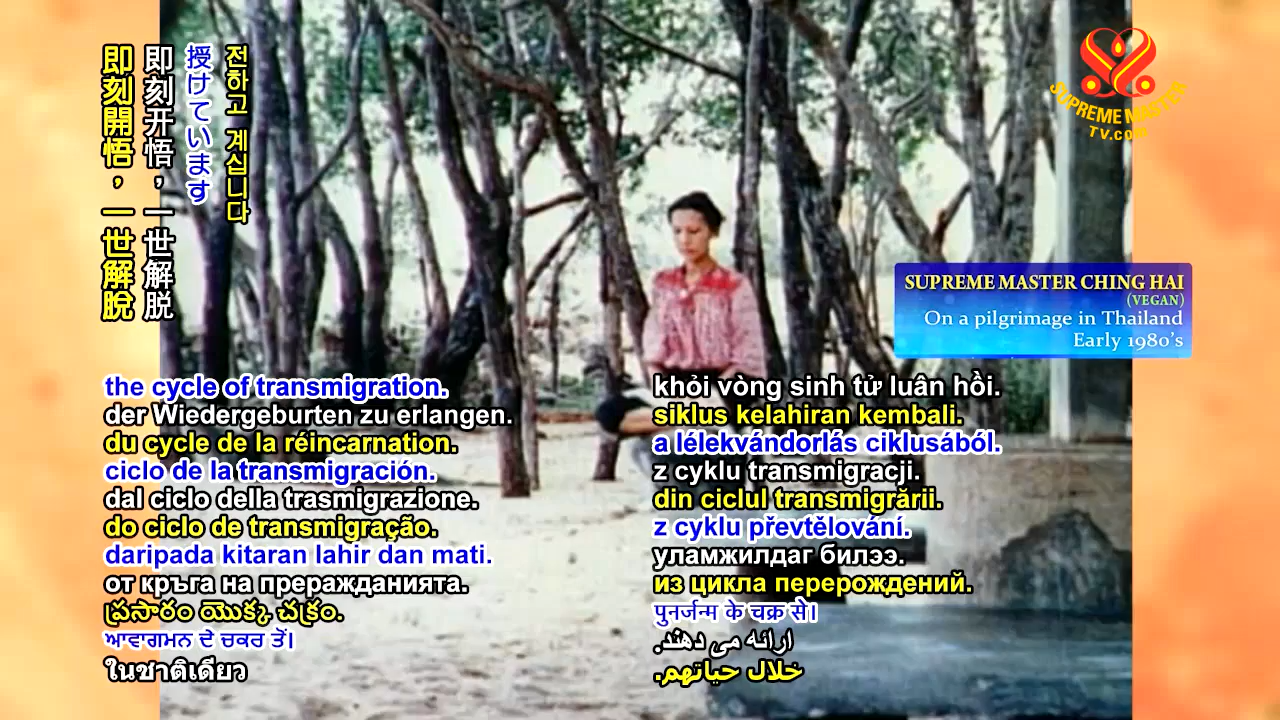 전하고 계십니다
授けています
即刻开悟，一世解脱
即刻開悟，一世解脫
SUPREME MASTER
TV.com
SUPREME MASTER CHING HAI
(VEGAN)
On a pilgrimage in Thailand
Early 1980's
the cycle of transmigration.
der Wiedergeburten zu erlangen.
du cycle de la réincarnation.
ciclo de la transmigración.
dal ciclo della trasmigrazione.
do ciclo de transmigração.
daripada kitaran lahir dan mati.
от кръга на преражданията.
ప్రసారం యొక్క చక్రం.
ਆਵਾਗਮਨ ਦੇ ਚਕਰ ਤੋਂ।
ในชาติเดียว
khỏi vòng sinh tử luân hồi.
siklus kelahiran kembali.
a lélekvándorlás ciklusából.
z cyklu transmigracji.
din ciclul transmigrării.
z cyklu převtělování.
уламжилдаг билээ.
из цикла перерождений.
पुनर्जन्म के चक्र से।
ارائه می دهند.
خلال حياتهم.